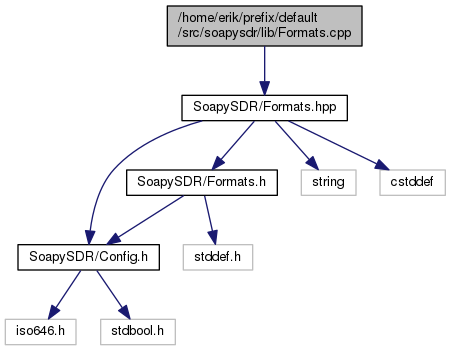 /home/erik/prefix/default
/src/soapysdr/lib/Formats.cpp
SoapySDR/Formats.hpp
SoapySDR/Formats.h
string
cstddef
SoapySDR/Config.h
stddef.h
iso646.h
stdbool.h